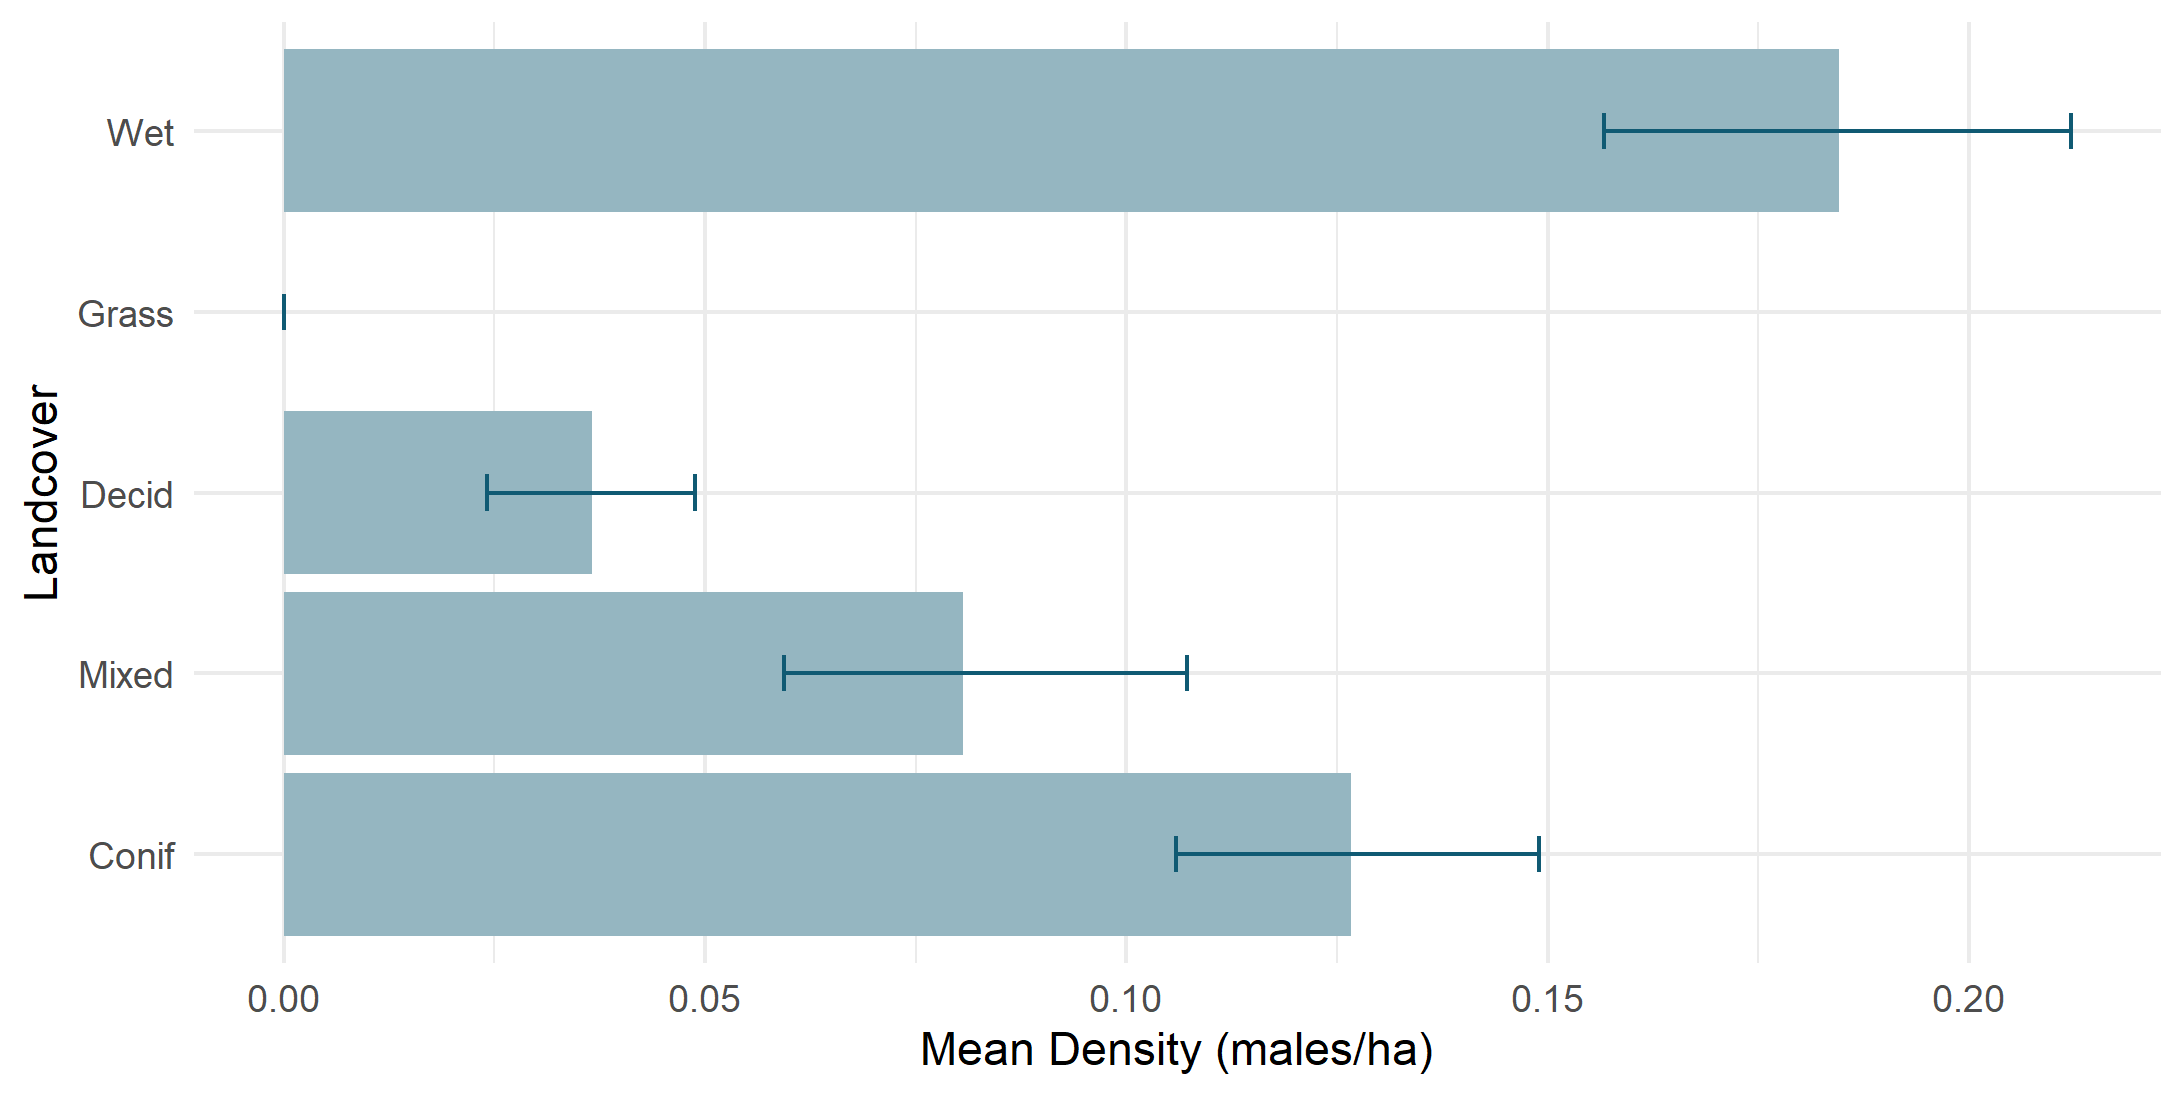 Landcover
Wet
Grass
Decid
Mixed
Conif
0.00 0.05 0.10 0.15 0.20
Mean Density (males/ha)